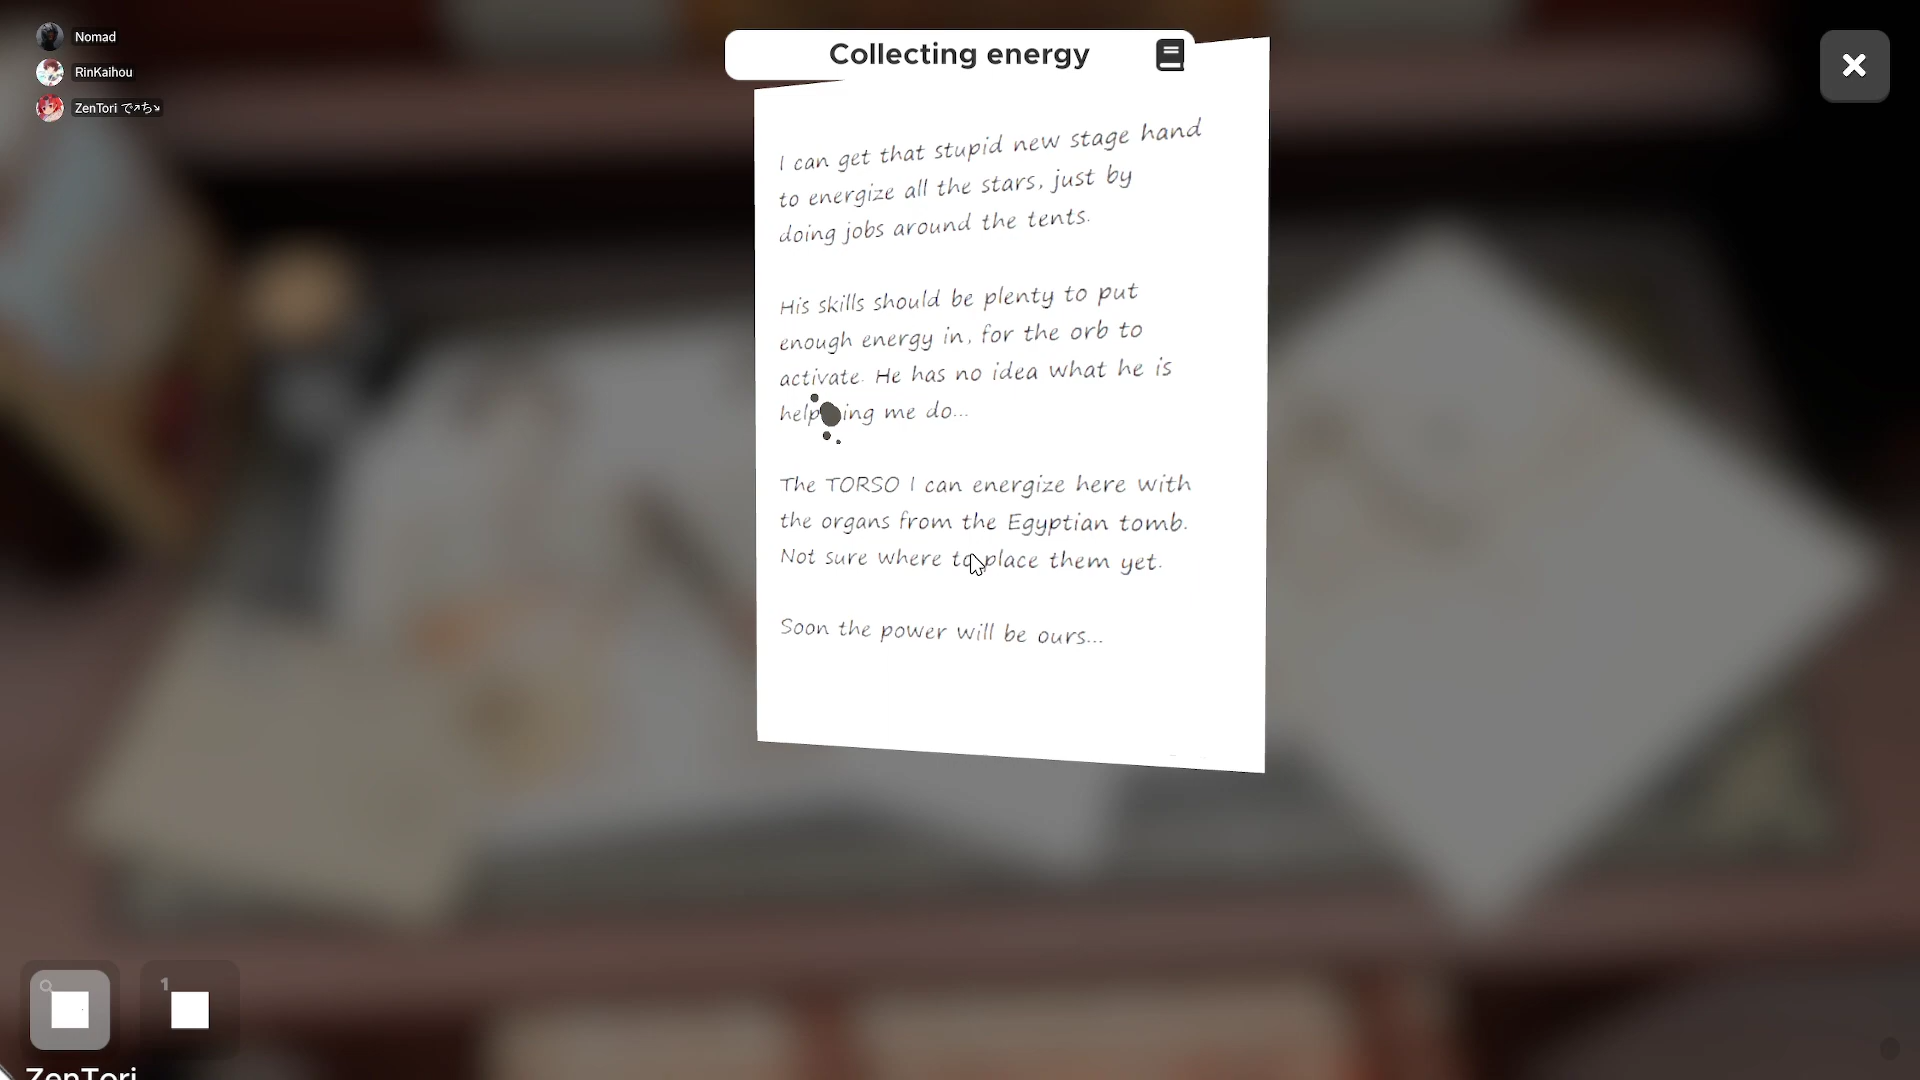 Nomad
RinKaihou
ZenTori で↗ち↘
Collecting energy
I can get that stupid new stage hand
to energize all the stars, just by
doing jobs around the tents.
His skills should be plenty to put
enough energy in, for the orb to
activate. He has no idea what he is
helpping me do...
The TORSO I can energize here with
the organs from the Egyptian tomb.
Not sure where to place them yet.
Soon the power will be ours...
1
ZenTori